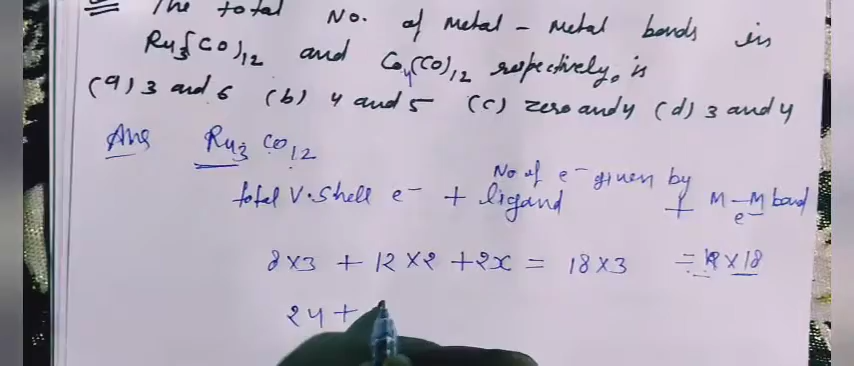 The total No. of metal - metal bonds in
Ru3(CO)12 and Co4(CO)12 respectively, is
(a) 3 and 6 (b) 4 and 5 (c) zero and 4 (d) 3 and 4
Ans Ru3 CO12
total V.Shell e- + No of e- given by ligand + M-M bond e-
8×3 + 12×2 + 2x = 18×3 = n×18
24 +